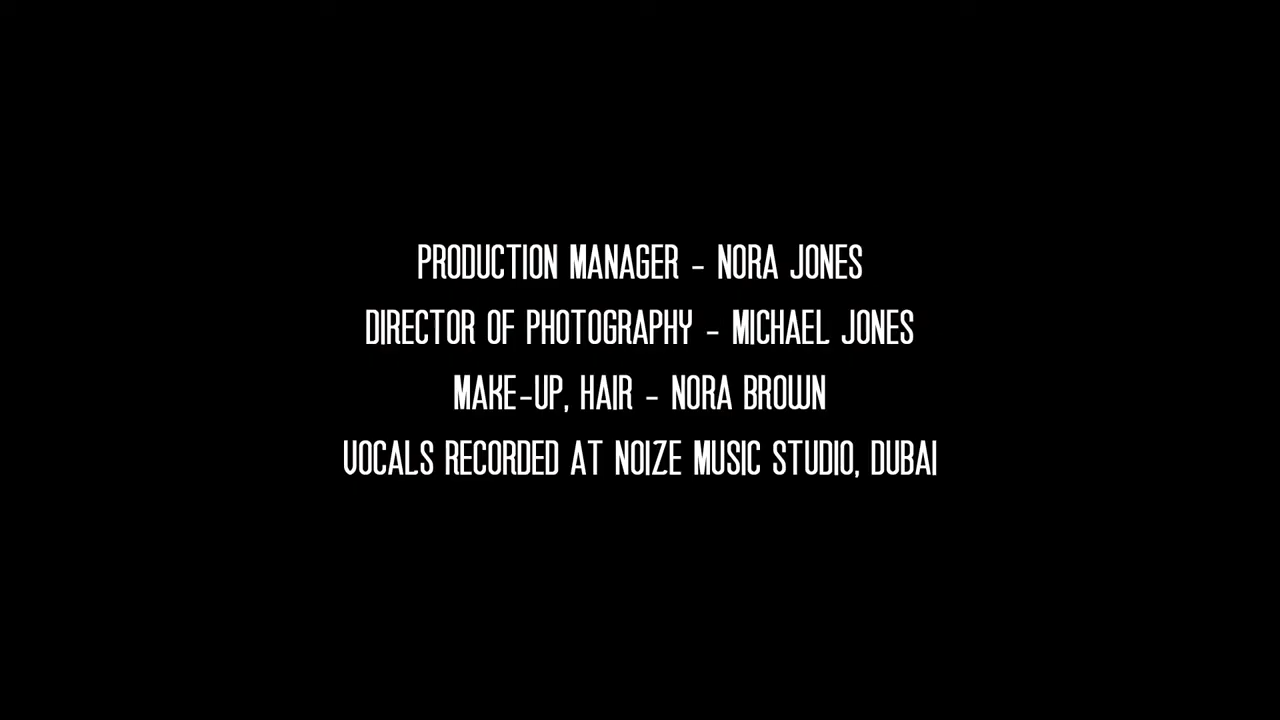 PRODUCTION MANAGER - NORA JONES
DIRECTOR OF PHOTOGRAPHY - MICHAEL JONES
MAKE-UP, HAIR - NORA BROWN
VOCALS RECORDED AT NOIZE MUSIC STUDIO, DUBAI